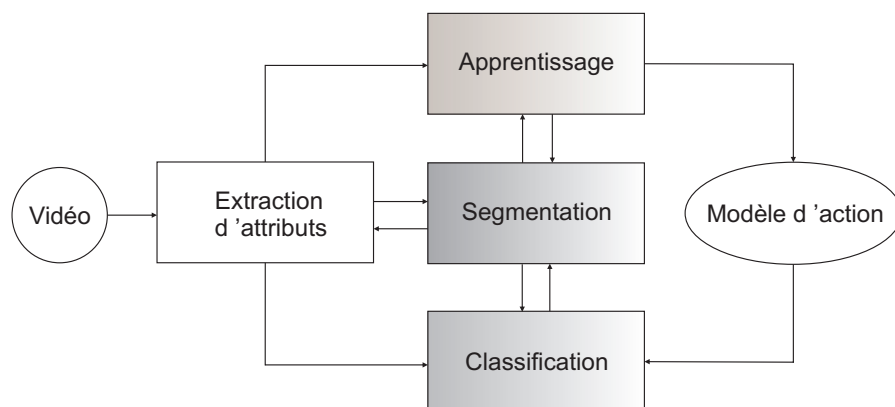 Apprentissage
Vidéo
Extraction
d ’attributs
Segmentation
Modèle d ’action
Classification